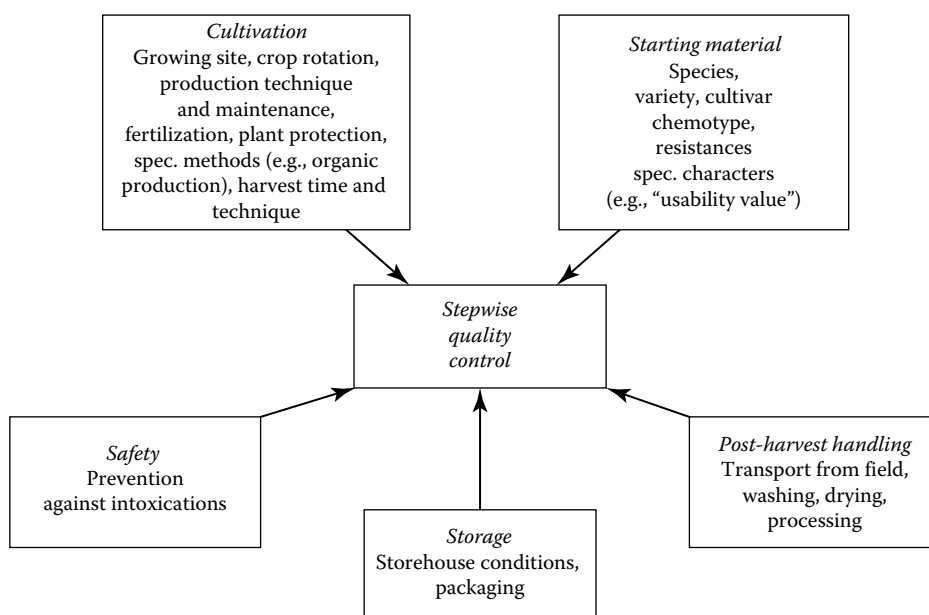 Cultivation
Growing site, crop rotation,
production technique
and maintenance,
fertilization, plant protection,
spec. methods (e.g., organic
production), harvest time and
technique
Starting material
Species,
variety, cultivar
chemotype,
resistances
spec. characters
(e.g., “usability value”)
Stepwise
quality
control
Safety
Prevention
against intoxications
Storage
Storehouse conditions,
packaging
Post-harvest handling
Transport from field,
washing, drying,
processing